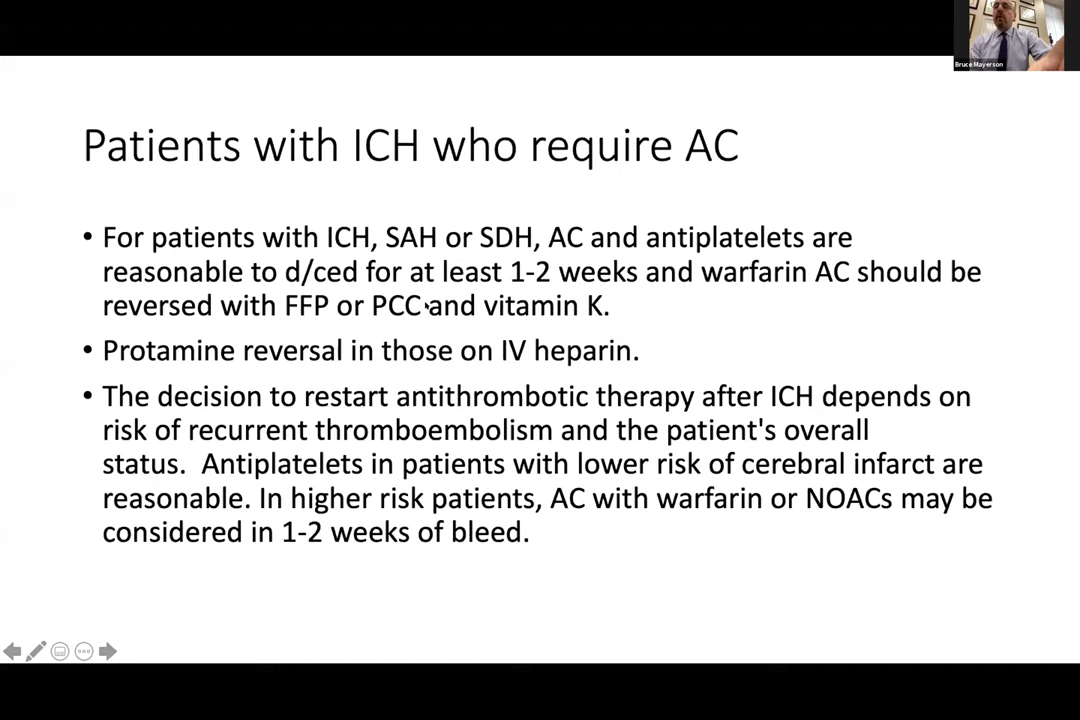 Bruce Mayerson
Patients with ICH who require AC
• For patients with ICH, SAH or SDH, AC and antiplatelets are
reasonable to d/ced for at least 1-2 weeks and warfarin AC should be
reversed with FFP or PCC and vitamin K.
• Protamine reversal in those on IV heparin.
• The decision to restart antithrombotic therapy after ICH depends on
risk of recurrent thromboembolism and the patient's overall
status.  Antiplatelets in patients with lower risk of cerebral infarct are
reasonable. In higher risk patients, AC with warfarin or NOACs may be
considered in 1-2 weeks of bleed.